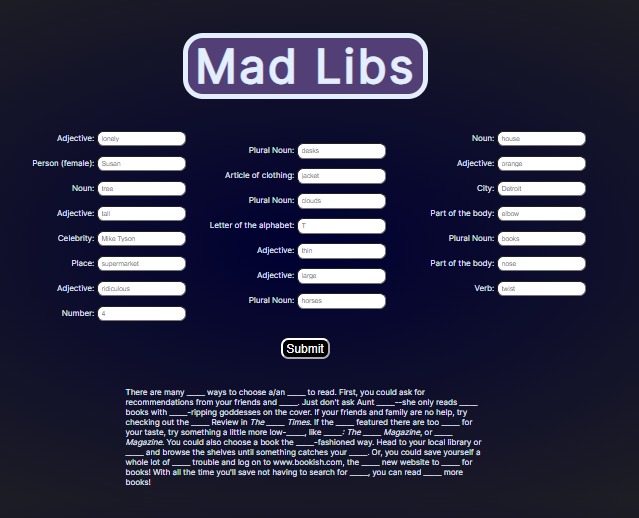 Mad Libs
Adjective: lonely
Person (female): Susan
Noun: tree
Adjective: tall
Celebrity: Mike Tyson
Place: supermarket
Adjective: ridiculous
Number: 4
Plural Noun: desks
Article of clothing: jacket
Plural Noun: clouds
Letter of the alphabet: T
Adjective: thin
Adjective: large
Plural Noun: horses
Noun: house
Adjective: orange
City: Detroit
Part of the body: elbow
Plural Noun: books
Part of the body: nose
Verb: twist
Submit
There are many ____ ways to choose a/an ____ to read. First, you could ask for
recommendations from your friends and ____. Just don't ask Aunt ____--she only reads ____
books with ____-ripping goddesses on the cover. If your friends and family are no help, try
checking out the ____ Review in The ____ Times. If the ____ featured there are too ____ for
your taste, try something a little more low-____, like ____: The ____ Magazine, or ____
Magazine. You could also choose a book the ____-fashioned way. Head to your local library or
____ and browse the shelves until something catches your ____. Or, you could save yourself a
whole lot of ____ trouble and log on to www.bookish.com, the ____ new website to ____ for
books! With all the time you'll save not having to search for ____, you can read ____ more
books!